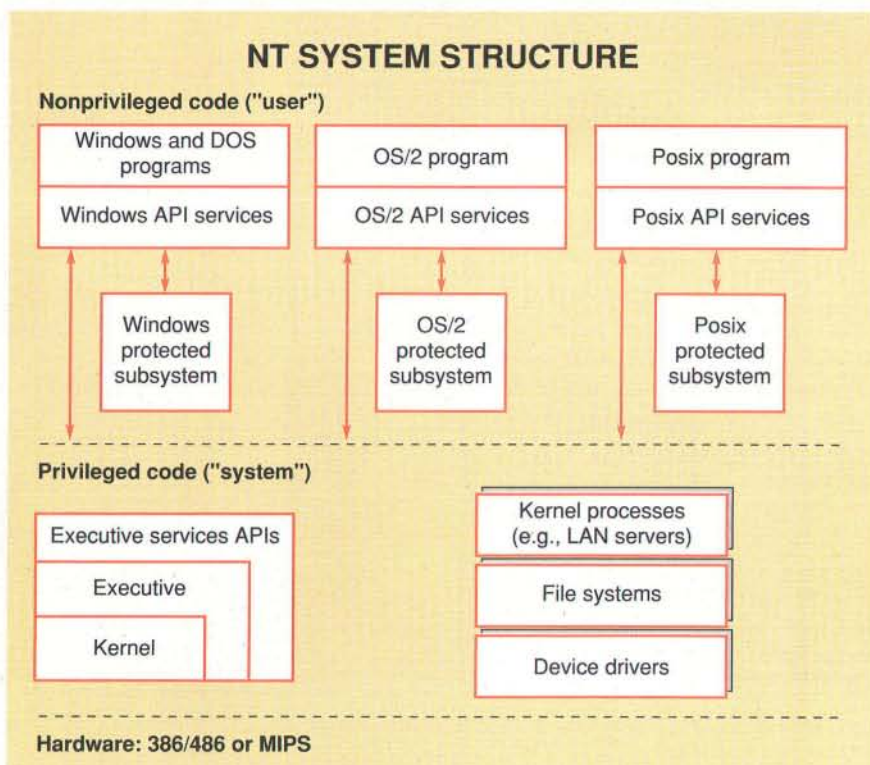 NT SYSTEM STRUCTURE
Nonprivileged code ("user")
Windows and DOS
programs
Windows API services
OS/2 program
OS/2 API services
Posix program
Posix API services
Windows
protected
subsystem
OS/2
protected
subsystem
Posix
protected
subsystem
Privileged code ("system")
Executive services APIs
Executive
Kernel
Kernel processes
(e.g., LAN servers)
File systems
Device drivers
Hardware: 386/486 or MIPS